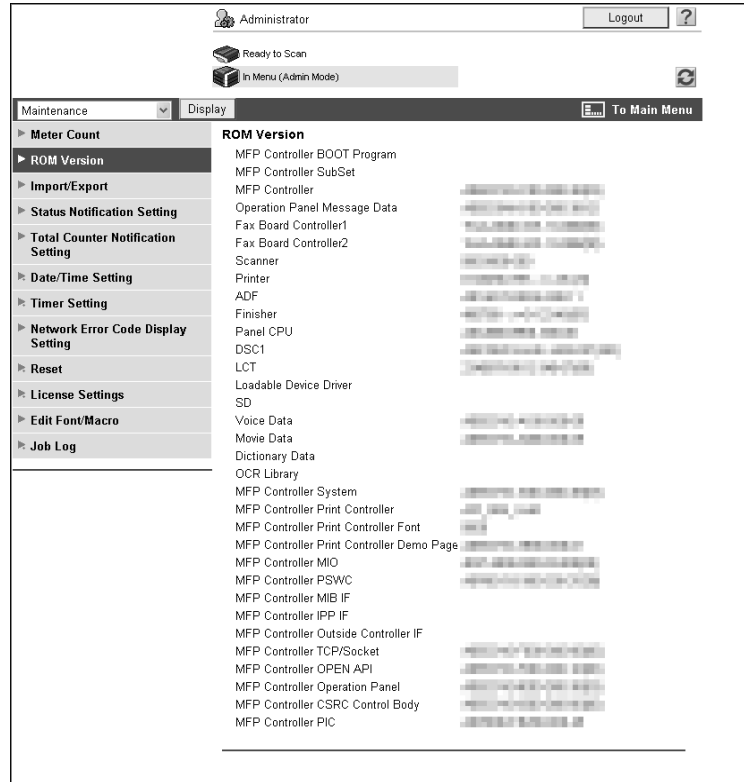 Administrator
Logout
?
Ready to Scan
In Menu (Admin Mode)
Maintenance
Display
To Main Menu
Meter Count
ROM Version
Import/Export
Status Notification Setting
Total Counter Notification
Setting
Date/Time Setting
Timer Setting
Network Error Code Display
Setting
Reset
License Settings
Edit Font/Macro
Job Log
ROM Version
MFP Controller BOOT Program
MFP Controller SubSet
MFP Controller
Operation Panel Message Data
Fax Board Controller1
Fax Board Controller2
Scanner
Printer
ADF
Finisher
Panel CPU
DSC1
LCT
Loadable Device Driver
SD
Voice Data
Movie Data
Dictionary Data
OCR Library
MFP Controller System
MFP Controller Print Controller
MFP Controller Print Controller Font
MFP Controller Print Controller Demo Page
MFP Controller MIO
MFP Controller PSWC
MFP Controller MIB IF
MFP Controller IPP IF
MFP Controller Outside Controller IF
MFP Controller TCP/Socket
MFP Controller OPEN API
MFP Controller Operation Panel
MFP Controller CSRC Control Body
MFP Controller PIC